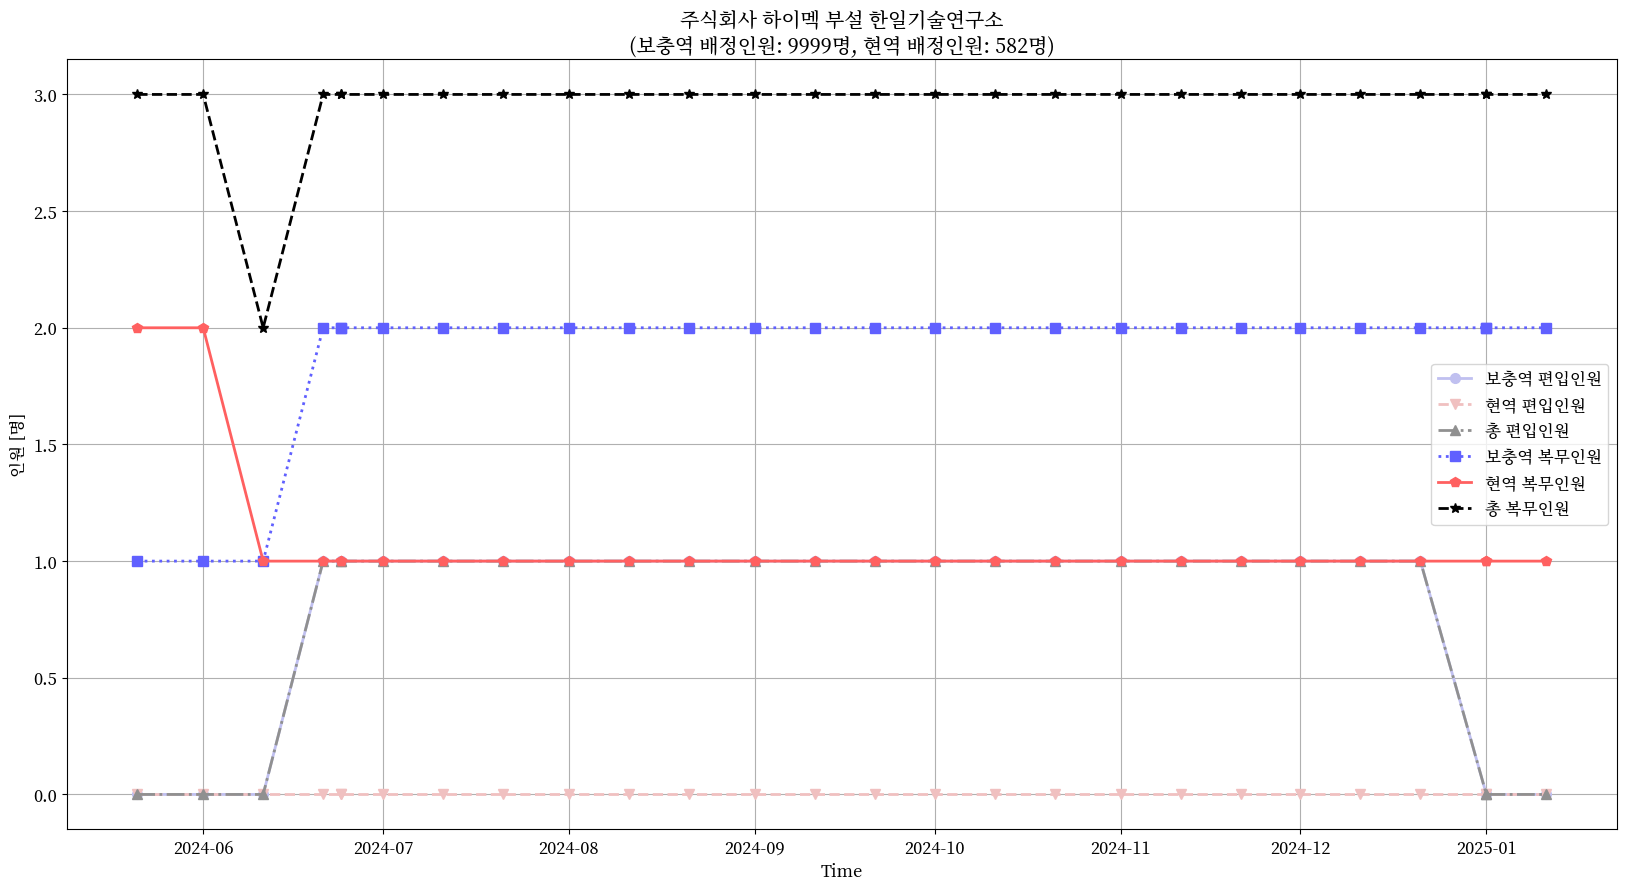 주식회사 하이멕 부설 한일기술연구소
(보충역 배정인원: 9999명, 현역 배정인원: 582명)
인원 [명]
3.0
2.5
2.0
1.5
1.0
0.5
0.0
보충역 편입인원
현역 편입인원
총 편입인원
보충역 복무인원
현역 복무인원
총 복무인원
2024-06
2024-07
2024-08
2024-09
2024-10
2024-11
2024-12
2025-01
Time